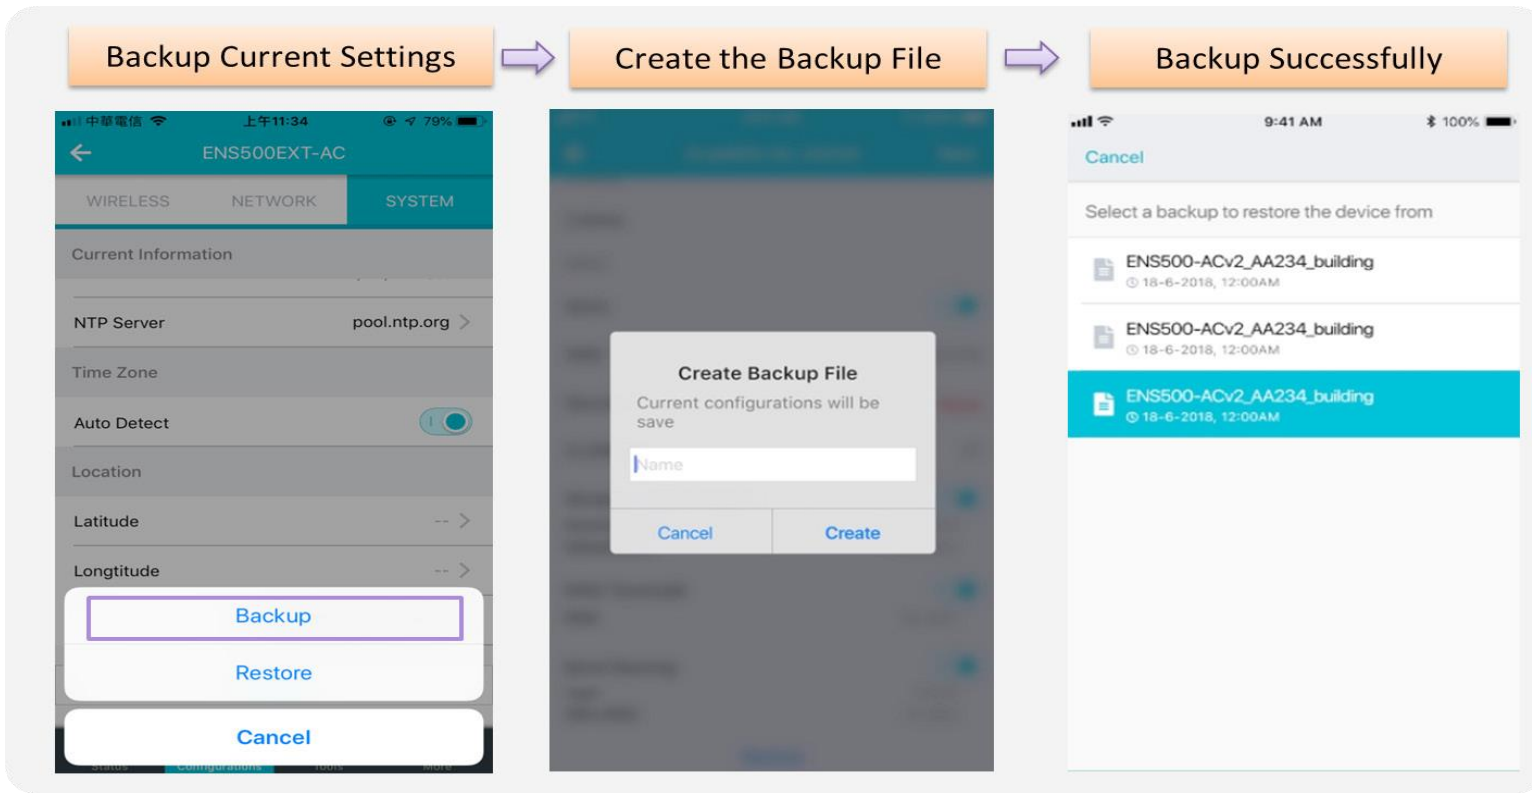 Backup Current Settings
Create the Backup File
Backup Successfully
中華電信 上午11:34 79%
ENS500EXT-AC
WIRELESS NETWORK SYSTEM
Current Information
NTP Server pool.ntp.org
Time Zone
Auto Detect
Location
Latitude --
Longtitude --
Backup
Restore
Cancel
Status Configurations Tools More
Create Backup File
Current configurations will be
save
Name
Cancel Create
9:41 AM 100%
Cancel
Select a backup to restore the device from
ENS500-ACv2_AA234_building
18-6-2018, 12:00AM
ENS500-ACv2_AA234_building
18-6-2018, 12:00AM
ENS500-ACv2_AA234_building
18-6-2018, 12:00AM